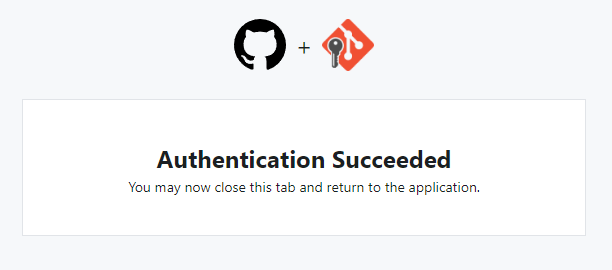 +
Authentication Succeeded
You may now close this tab and return to the application.